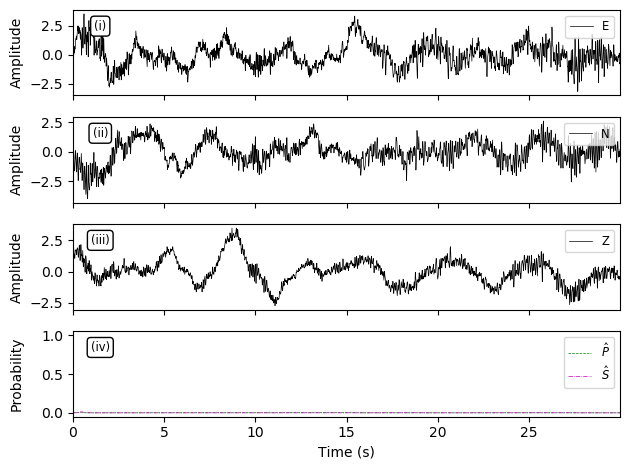 Amplitude
2.5
0.0
−2.5
(i)
E
Amplitude
2.5
0.0
−2.5
(ii)
N
Amplitude
2.5
0.0
−2.5
(iii)
Z
Probability
1.0
0.5
0.0
(iv)
P̂
Ŝ
0 5 10 15 20 25
Time (s)